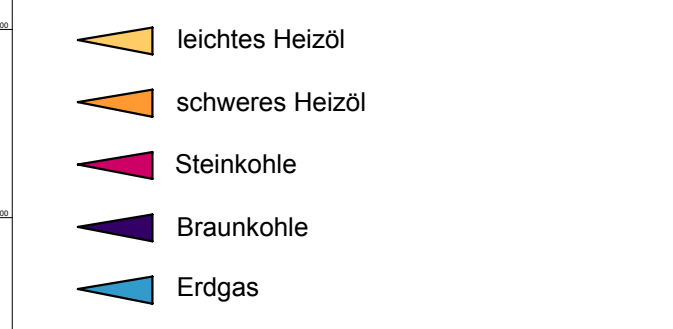 leichtes Heizöl
schweres Heizöl
Steinkohle
Braunkohle
Erdgas